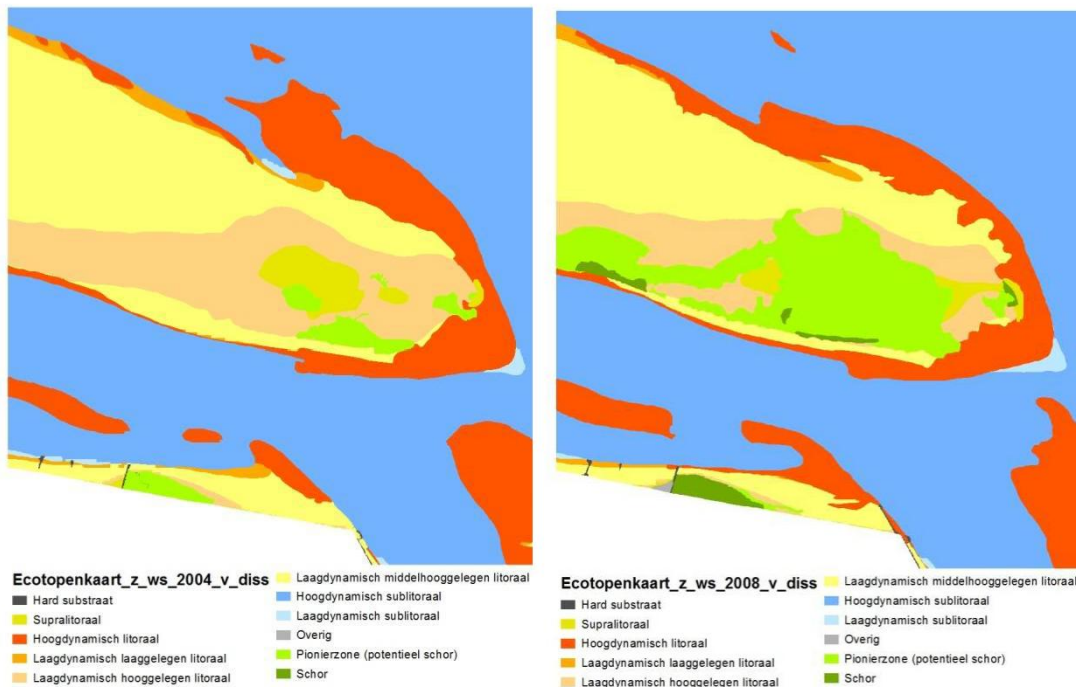 Ecotopenkaart_z_ws_2004_v_diss
Hard substraat
Supralitoraal
Hoogdynamisch litoraal
Laagdynamisch laaggelegen litoraal
Laagdynamisch hooggelegen litoraal
Laagdynamisch middelhooggelegen litoraal
Hoogdynamisch sublitoraal
Laagdynamisch sublitoraal
Overig
Pionierzone (potentieel schor)
Schor
Ecotopenkaart_z_ws_2008_v_diss
Hard substraat
Supralitoraal
Hoogdynamisch litoraal
Laagdynamisch laaggelegen litoraal
Laagdynamisch hooggelegen litoraal
Laagdynamisch middelhooggelegen litoraal
Hoogdynamisch sublitoraal
Laagdynamisch sublitoraal
Overig
Pionierzone (potentieel schor)
Schor